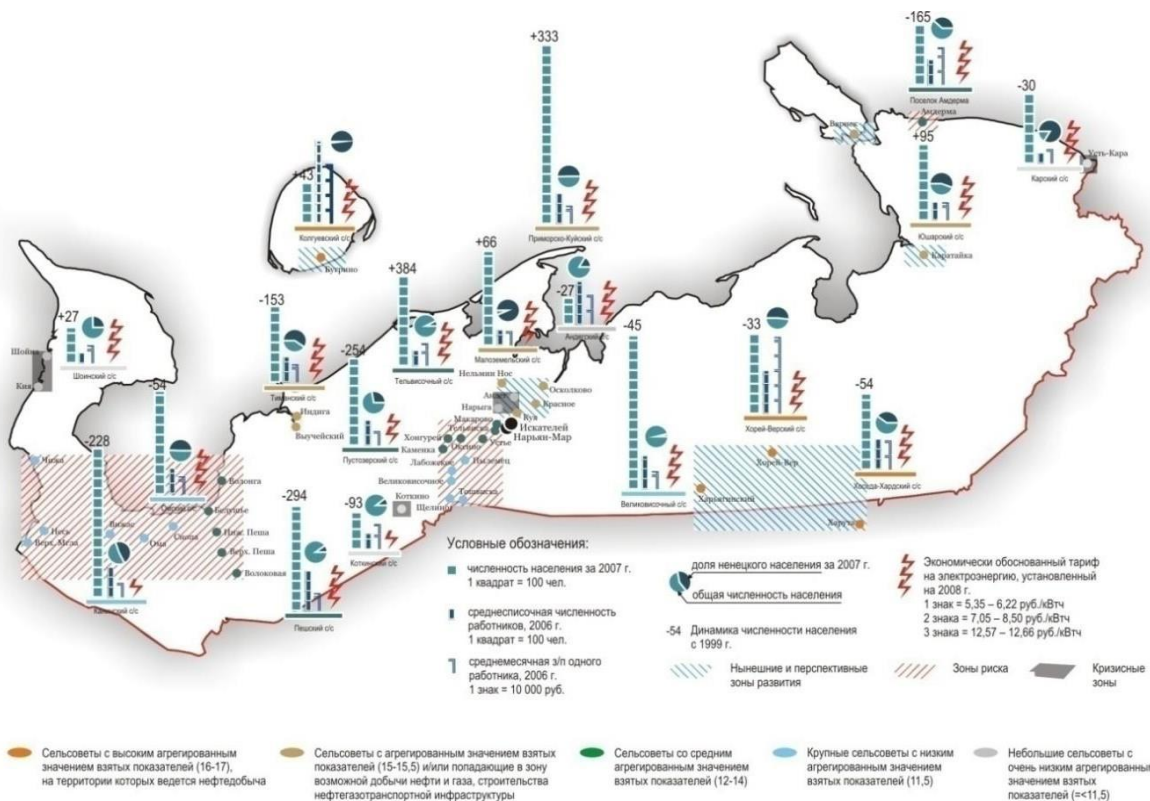 -165
+333
-30
Поселок Амдерма
Амдерма
Варнек
+95
Усть-Кара
Карский с/с
+43
Колгуевский с/с
Приморско-Куйский с/с
Юшарский с/с
+66
Каратайка
Бугрино
+384
-27
-153
+27
-45
-33
Андегский с/с
-254
Шойна
Шоинский с/с
Малоземельский с/с
Тельвисочный с/с
Кия
-54
Тиманский с/с
Нельмин Нос
Осколково
-54
Красное
Нарыга
Индига
Макарово
Куя
Искателей
Хорей-Верский с/с
Выучейский
Устье
Нарьян-Мар
-228
Хонгурей
Каменка
Пустозерский с/с
Лабожское
Чижа
Хорей-Вер
Великовисочное
Волонга
Харьягинский
Хоседа-Хардский с/с
-294
-93
Коткино
Великовисочный с/с
Щелино
Белушье
Харута
Несь
Вижас
Ниж. Пеша
Верх. Мгла
Ома
Снопа
Верх. Пеша
Коткинский с/с
Волоковая
Канинский с/с
Пешский с/с
Условные обозначения:
численность населения за 2007 г.
1 квадрат = 100 чел.
среднесписочная численность
работников, 2006 г.
1 квадрат = 100 чел.
среднемесячная з/п одного
работника, 2006 г.
1 знак = 10 000 руб.
доля ненецкого населения за 2007 г.
общая численность населения
-54 Динамика численности населения
с 1999 г.
Экономически обоснованный тариф
на электроэнергию, установленный
на 2008 г.
1 знак = 5,35 – 6,22 руб./кВтч
2 знака = 7,05 – 8,50 руб./кВтч
3 знака = 12,57 – 12,66 руб./кВтч
Нынешние и перспективные
зоны развития
Зоны риска
Кризисные
зоны
Сельсоветы с высоким агрегированным
значением взятых показателей (16-17),
на территории которых ведется нефтедобыча
Сельсоветы с агрегированным значением взятых
показателей (15-15,5) и/или попадающие в зону
возможной добычи нефти и газа, строительства
нефтегазотранспортной инфраструктуры
Сельсоветы со средним
агрегированным значением
взятых показателей (12-14)
Крупные сельсоветы с низким
агрегированным значением
взятых показателей (11,5)
Небольшие сельсоветы с
очень низким агрегированным
значением взятых
показателей (=<11,5)